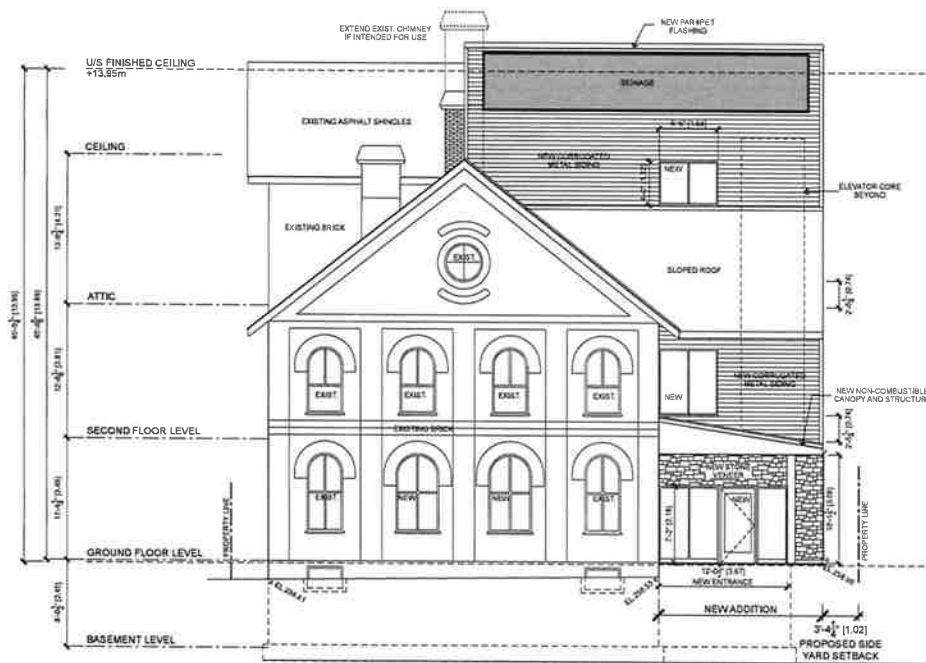 EXTEND EXIST. CHIMNEY
IF INTENDED FOR USE
NEW PARAPET
FLASHING
U/S FINISHED CEILING
+13.95m
SIGNAGE
EXISTING ASPHALT SHINGLES
CEILING
NEW CORRUGATED
METAL SIDING
NEW
ELEVATOR CORE
BEYOND
EXISTING BRICK
EXIST.
SLOPED ROOF
ATTIC
EXIST.
EXIST.
EXIST.
EXIST.
NEW
NEW CORRUGATED
METAL SIDING
NEW NON-COMBUSTIBLE
CANOPY AND STRUCTURE
SECOND FLOOR LEVEL
EXISTING BRICK
NEW STONE
VENEER
EXIST.
NEW
NEW
EXIST.
NEW
PROPERTY LINE
PROPERTY LINE
GROUND FLOOR LEVEL
NEW ENTRANCE
NEW ADDITION
3'-4¼" [1.02]
PROPOSED SIDE
YARD SETBACK
BASEMENT LEVEL